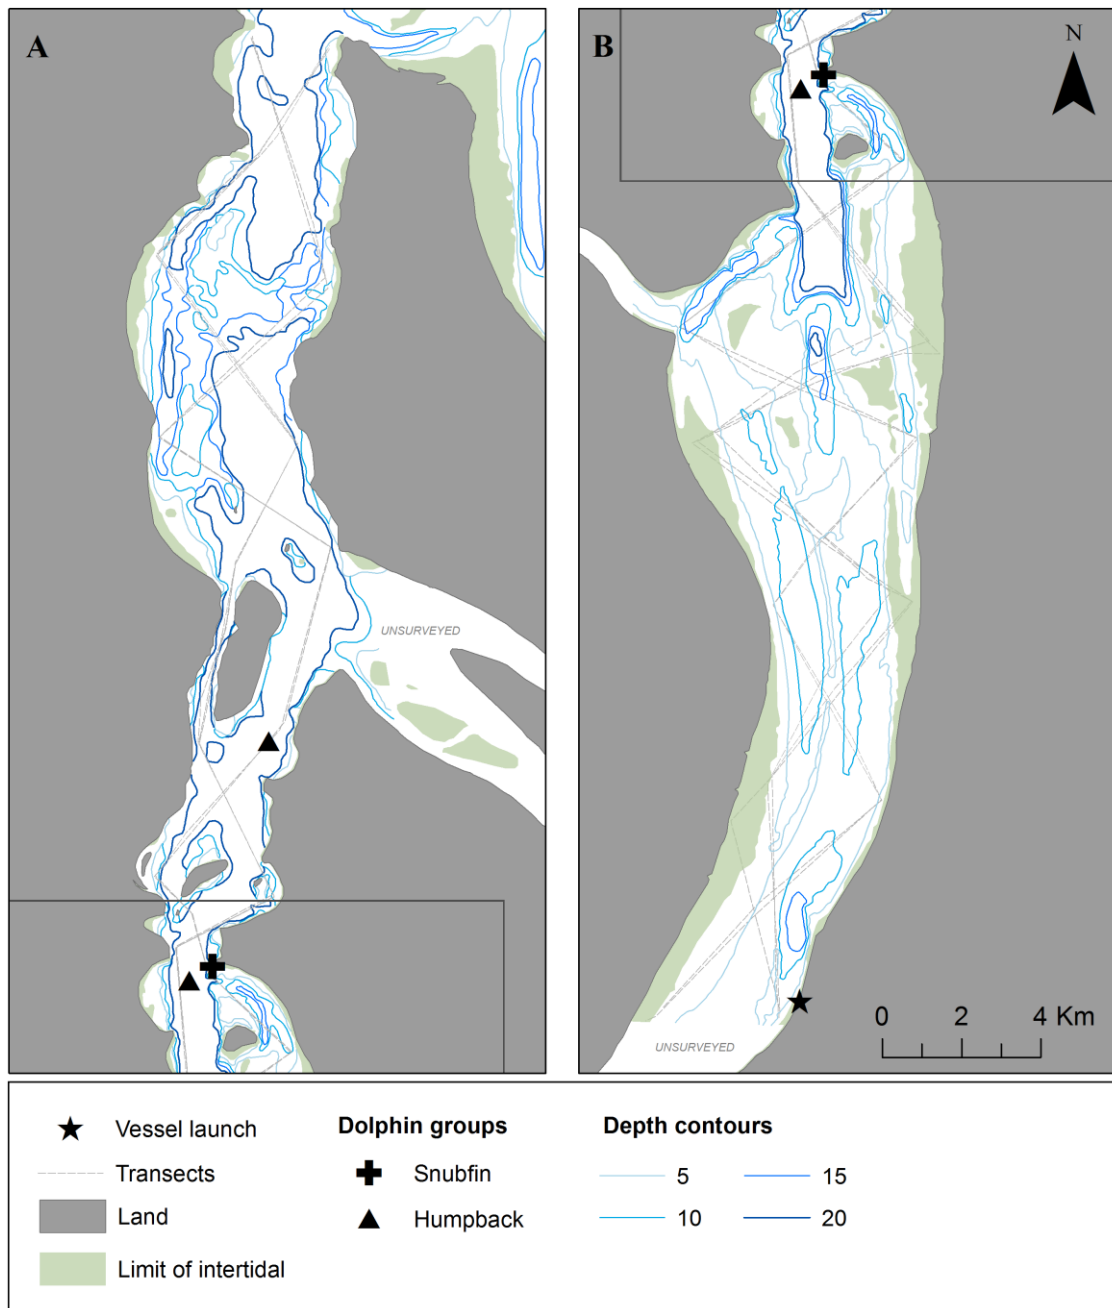 A
B
N
UNSURVEYED
0 2 4 Km
UNSURVEYED
Vessel launch
Transects
Land
Limit of intertidal
Dolphin groups
Snubfin
Humpback
Depth contours
5
15
10
20